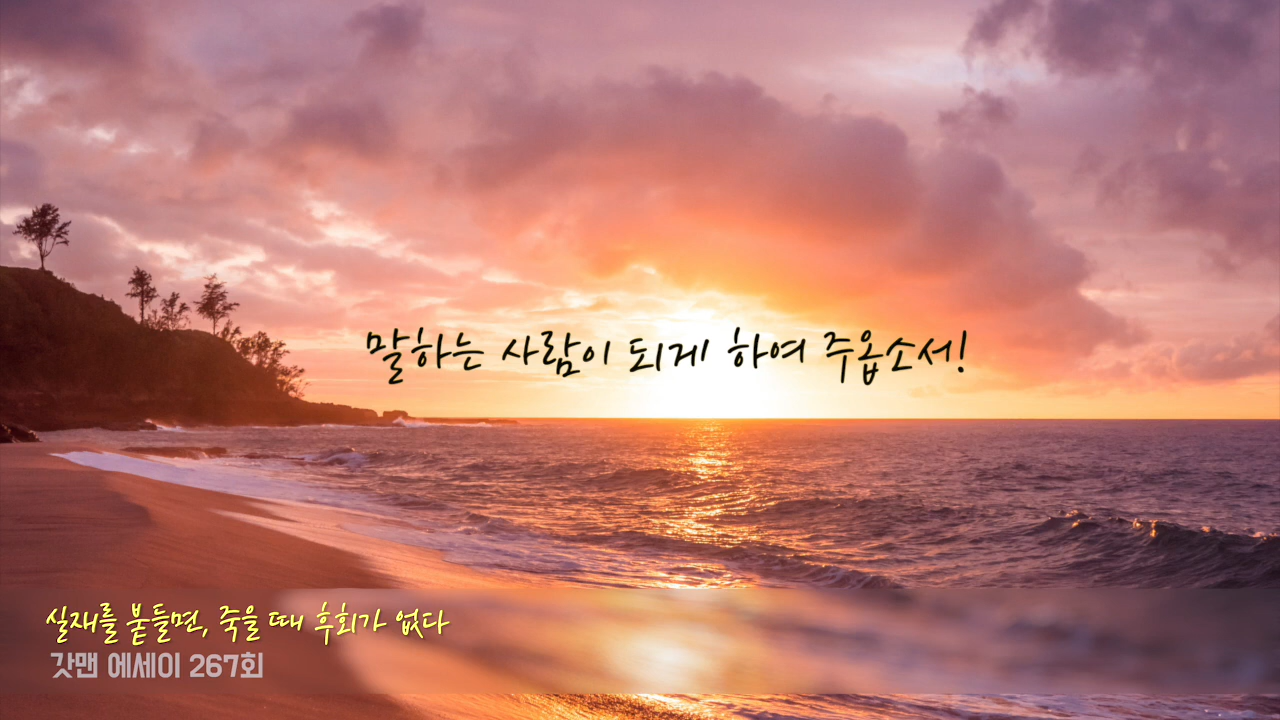 말하는 사람이 되게 하여 주옵소서!
실재를 붙들면, 죽을 때 후회가 없다
갓맨 에세이 267회